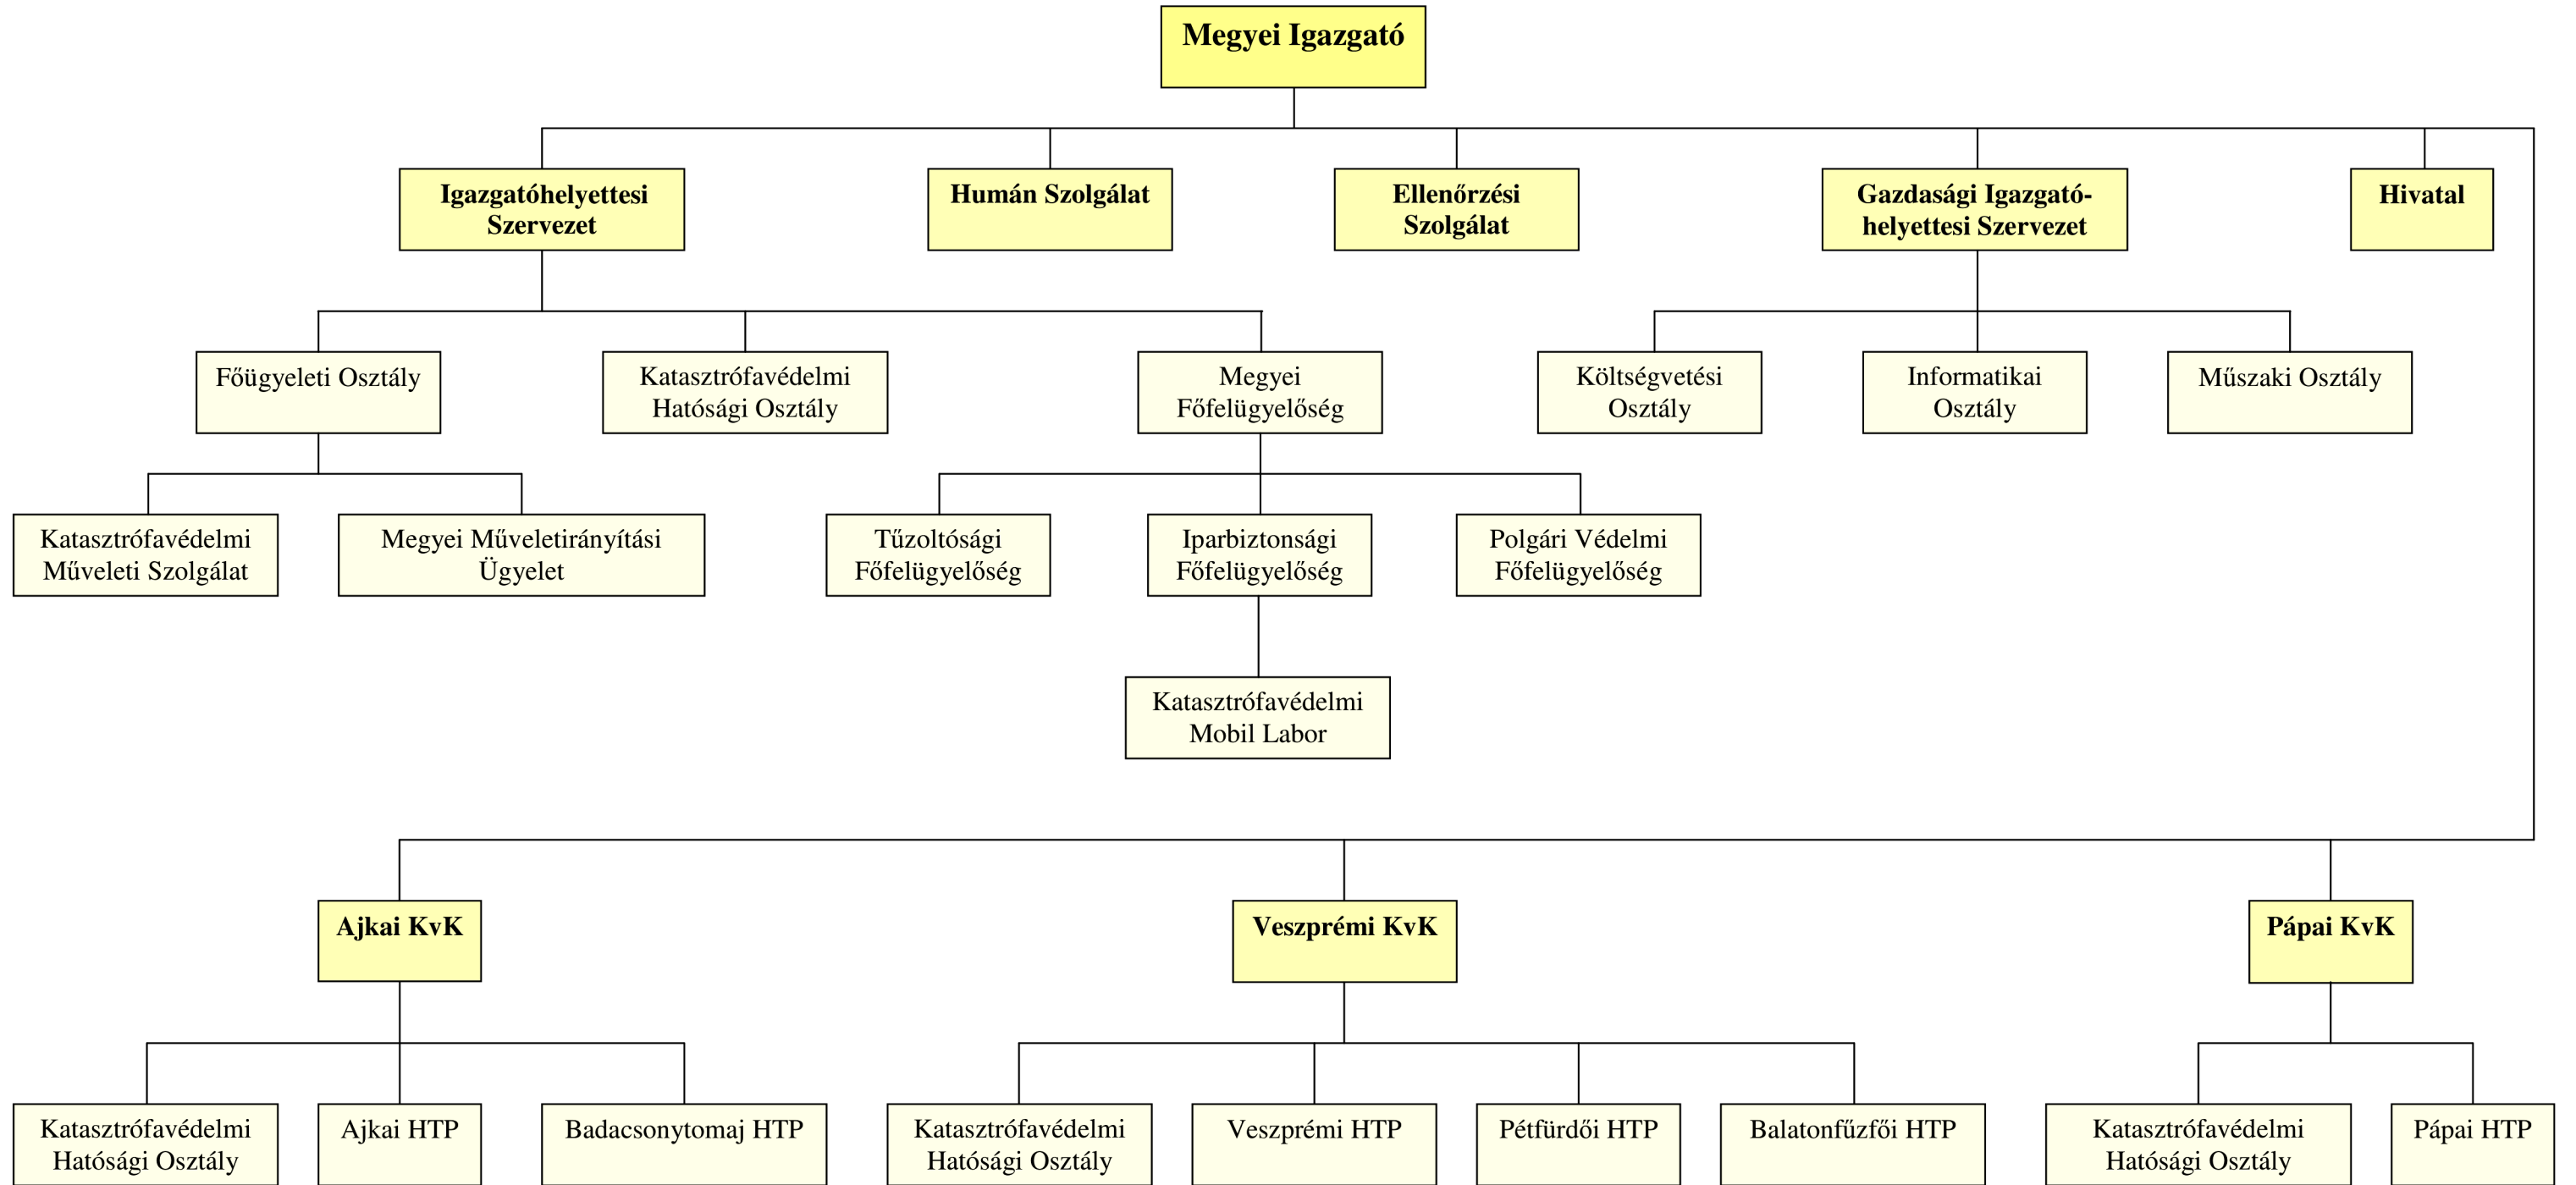 Megyei Igazgató
Igazgatóhelyettesi
Szervezet
Humán Szolgálat
Ellenőrzési
Szolgálat
Gazdasági Igazgató-
helyettesi Szervezet
Hivatal
Főügyeleti Osztály
Katasztrófavédelmi
Hatósági Osztály
Megyei
Főfelügyelőség
Költségvetési
Osztály
Informatikai
Osztály
Műszaki Osztály
Katasztrófavédelmi
Műveleti Szolgálat
Megyei Műveletirányítási
Ügyelet
Tűzoltósági
Főfelügyelőség
Iparbiztonsági
Főfelügyelőség
Polgári Védelmi
Főfelügyelőség
Katasztrófavédelmi
Mobil Labor
Ajkai KvK
Veszprémi KvK
Pápai KvK
Katasztrófavédelmi
Hatósági Osztály
Ajkai HTP
Badacsonytomaj HTP
Katasztrófavédelmi
Hatósági Osztály
Veszprémi HTP
Pétfürdői HTP
Balatonfűzfői HTP
Katasztrófavédelmi
Hatósági Osztály
Pápai HTP